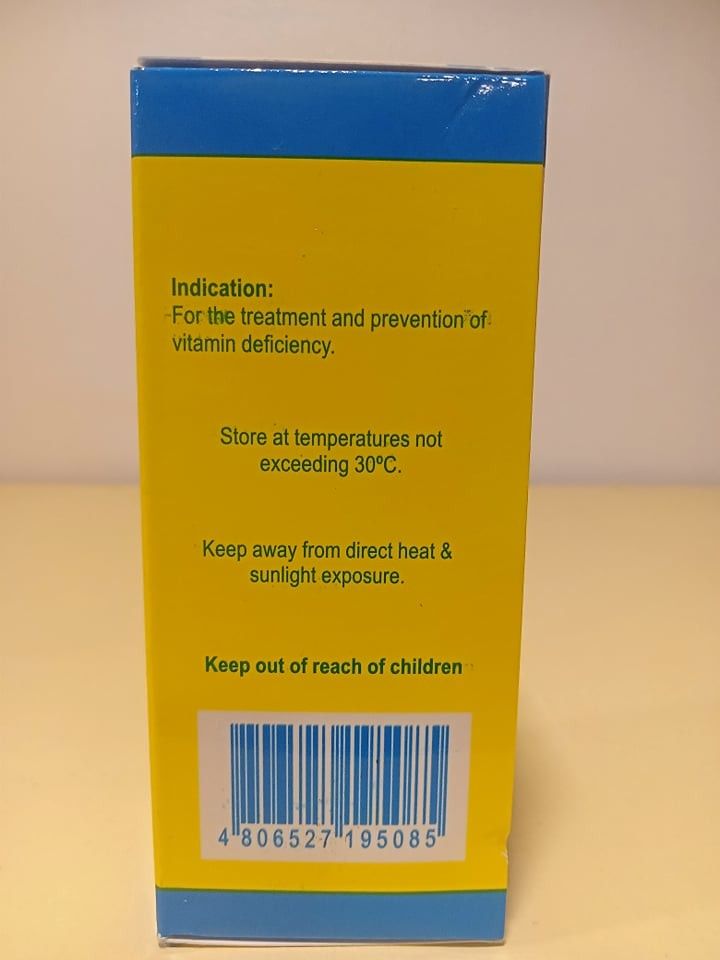 Indication:
For the treatment and prevention of
vitamin deficiency.
Store at temperatures not
exceeding 30ºC.
Keep away from direct heat &
sunlight exposure.
Keep out of reach of children
4 806527 195085